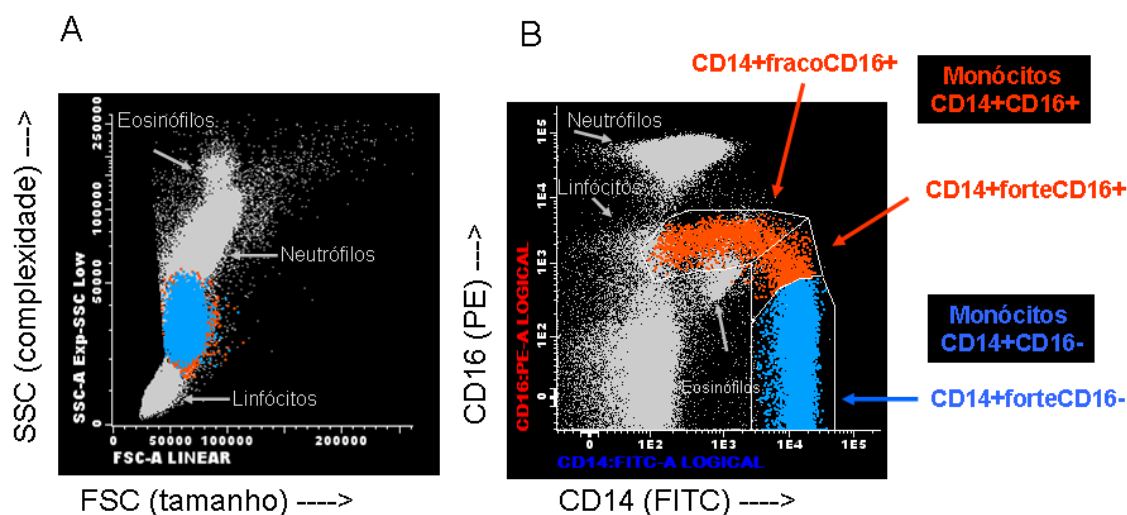 A
SSC (complexidade) --->
SSC-A Exp-SSC Low
250000
100000
50000
0
Eosinófilos
Neutrófilos
Linfócitos
0
50000
100000
200000
FSC-A LINEAR
FSC (tamanho) ---->
B
CD14+fracoCD16+
Monócitos
CD14+CD16+
CD14+forteCD16+
Monócitos
CD14+CD16-
CD14+forteCD16-
CD16 (PE) --->
CD16:PE-A LOGICAL
1E5
1E4
1E3
1E2
0
Neutrófilos
Linfócitos
Eosinófilos
0
1E2
1E3
1E4
1E5
CD14:FITC-A LOGICAL
CD14 (FITC) ---->